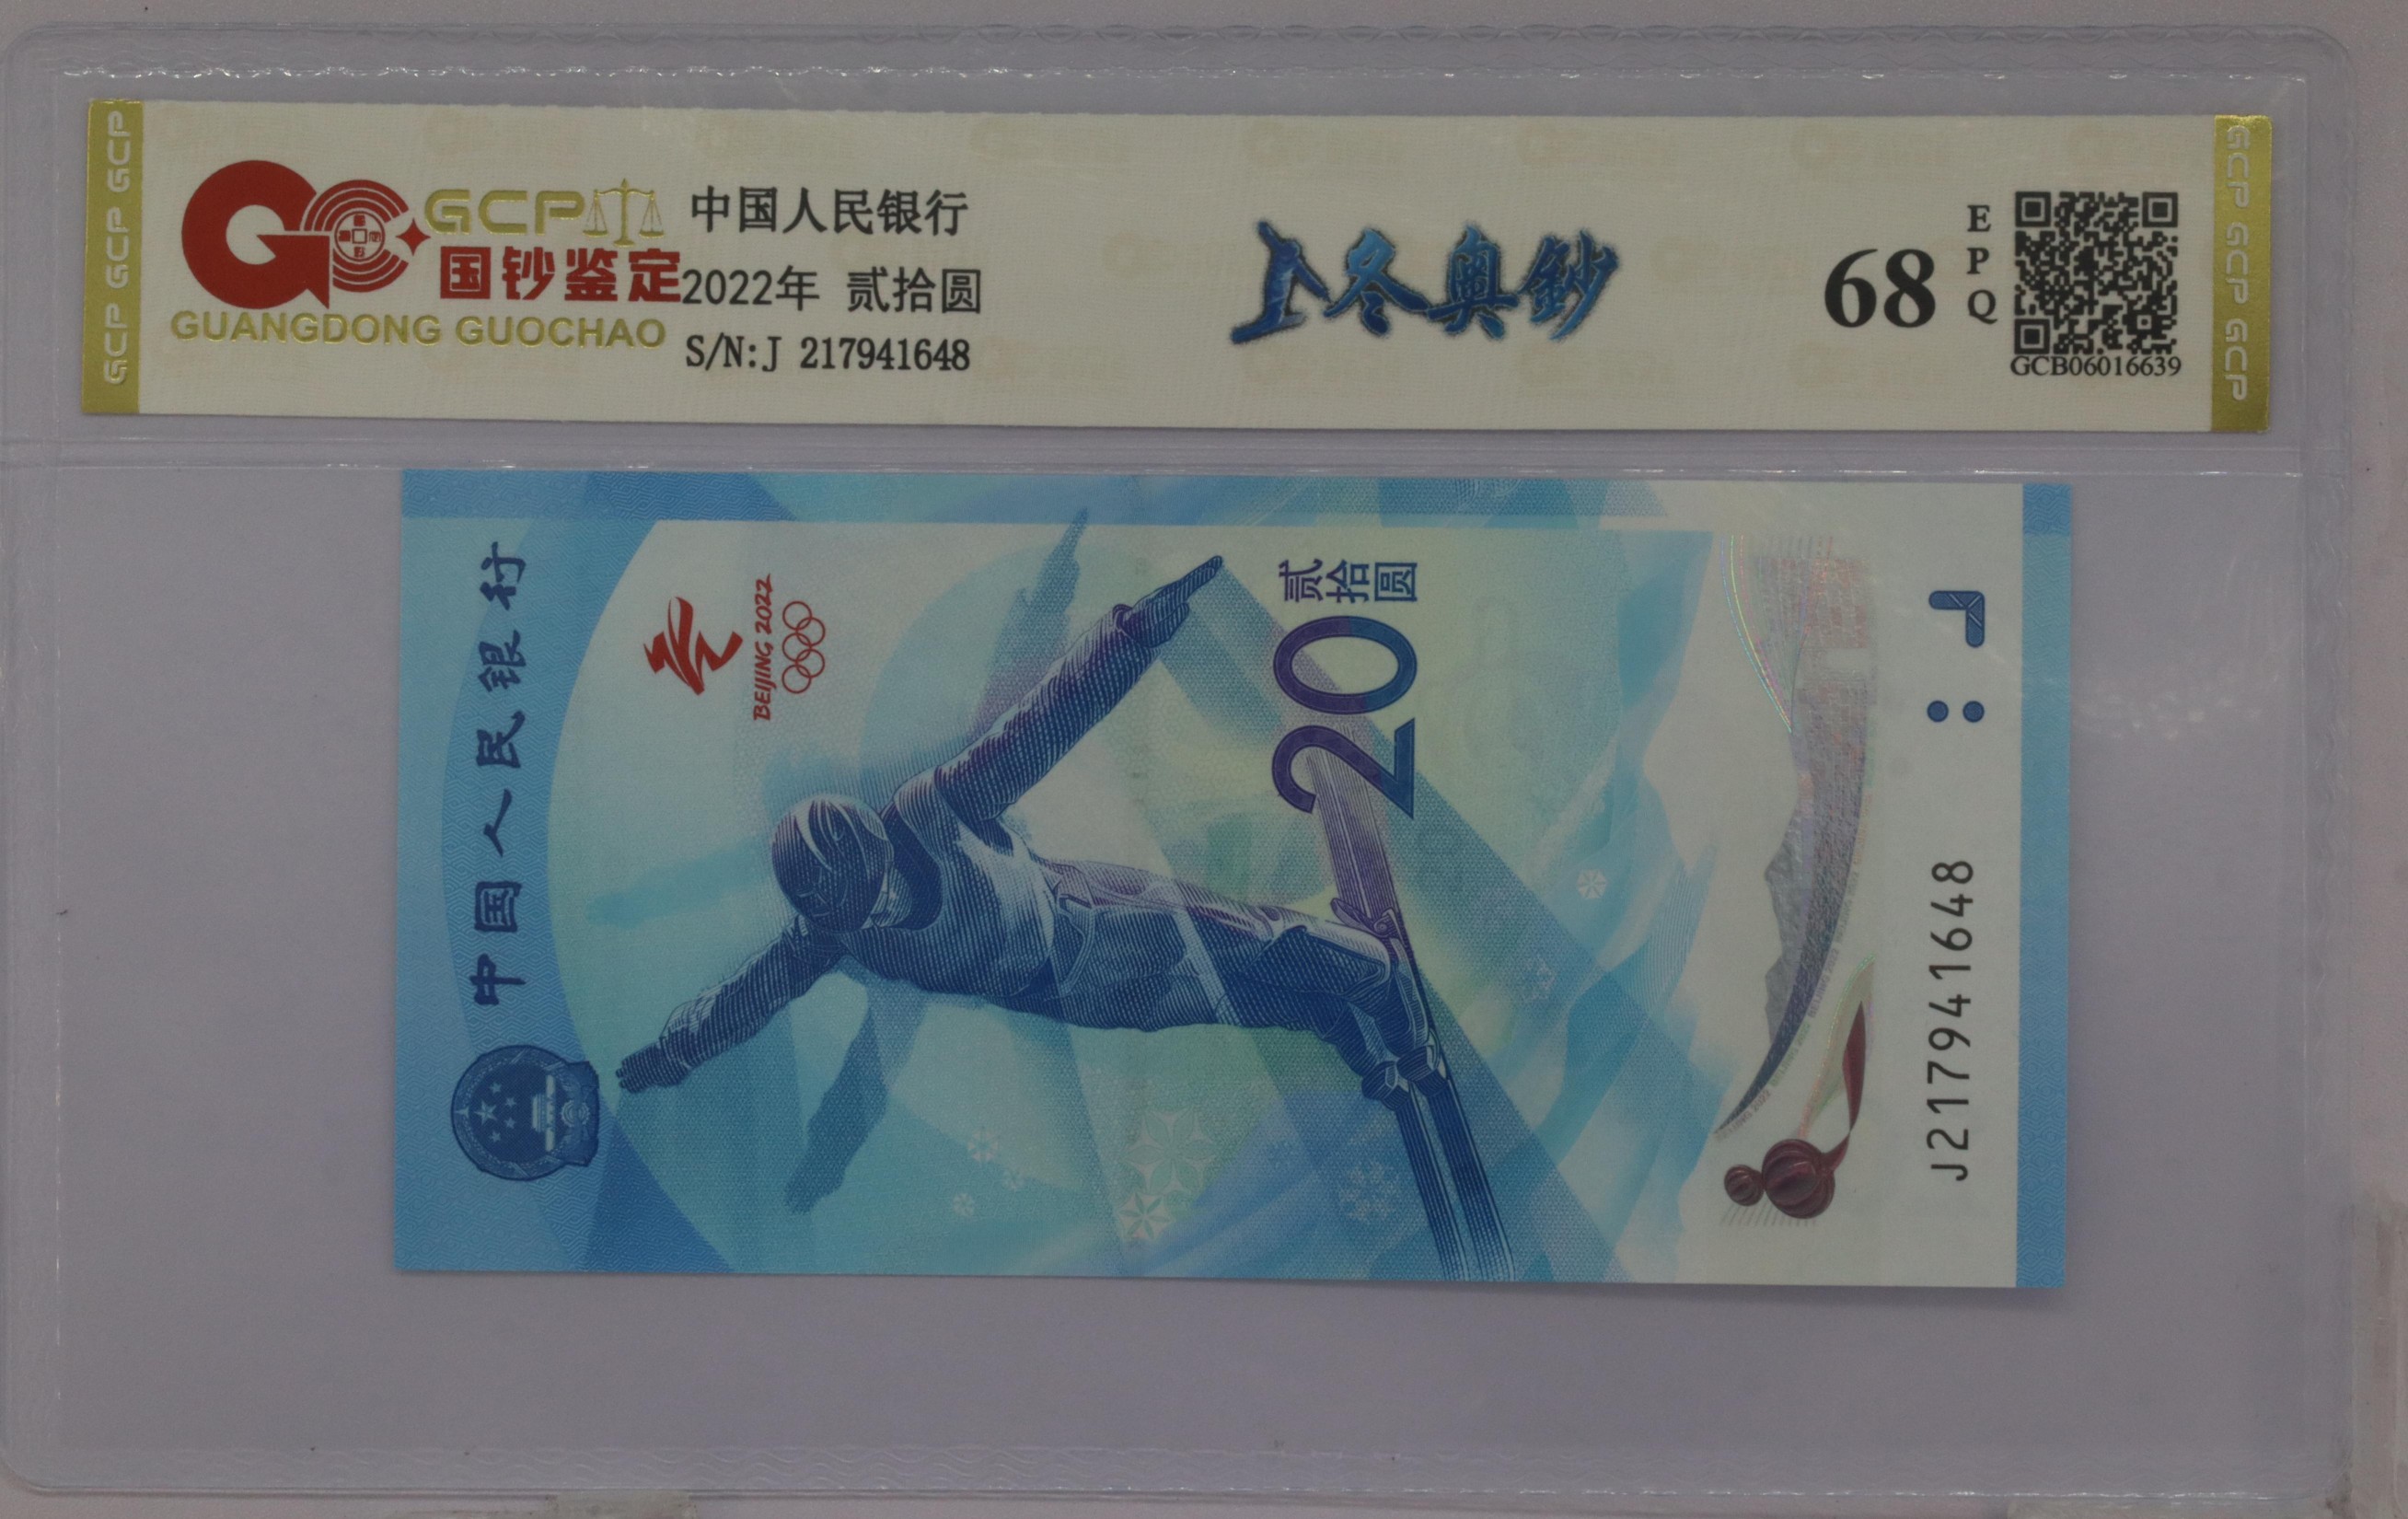 GCP GCP GCP
GCP
国钞鉴定
GUANGDONG GUOCHAO
中国人民银行
2022年 贰拾圆
S/N:J 217941648
冬奥鈔
68
EPQ
GCB06016639
GCP GCP GCP
中国人民银行
BEIJING 2022
贰拾圆
20
J217941648